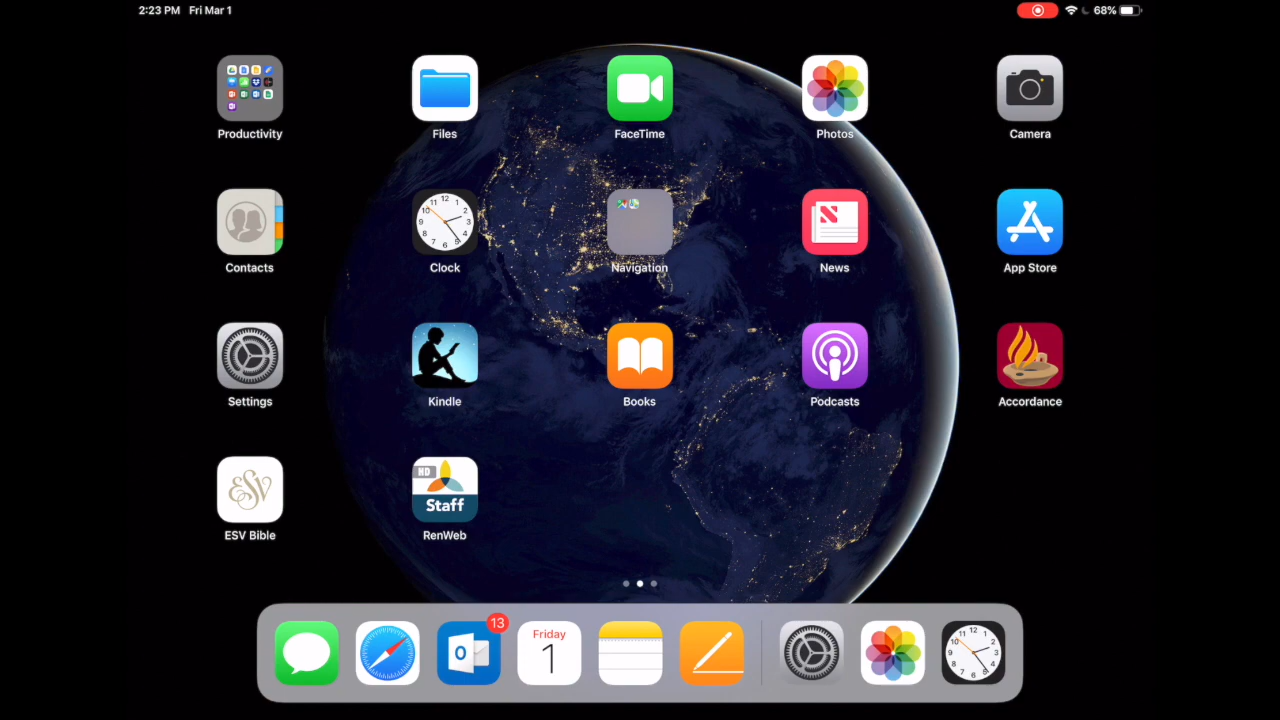 2:23 PM Fri Mar 1
68%
Productivity
Files
FaceTime
Photos
Camera
Contacts
Clock
Navigation
News
App Store
Settings
Kindle
Books
Podcasts
Accordance
ESV
ESV Bible
HD
Staff
RenWeb
13
Friday
1